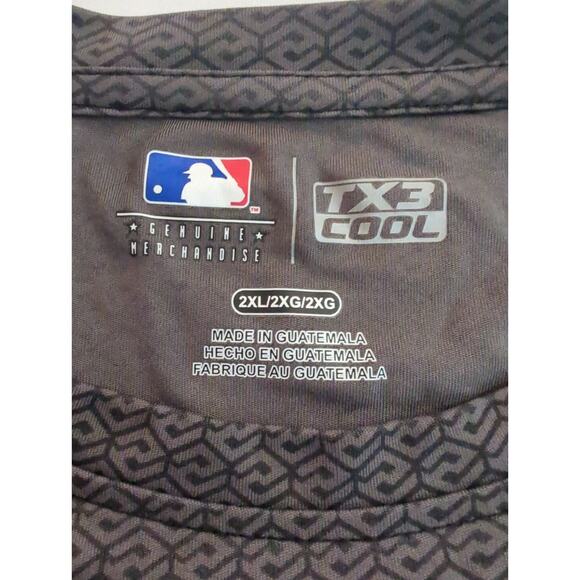 TM
★ GENUINE ★
MERCHANDISE
TX3
COOL
2XL/2XG/2XG
MADE IN GUATEMALA
HECHO EN GUATEMALA
FABRIQUE AU GUATEMALA